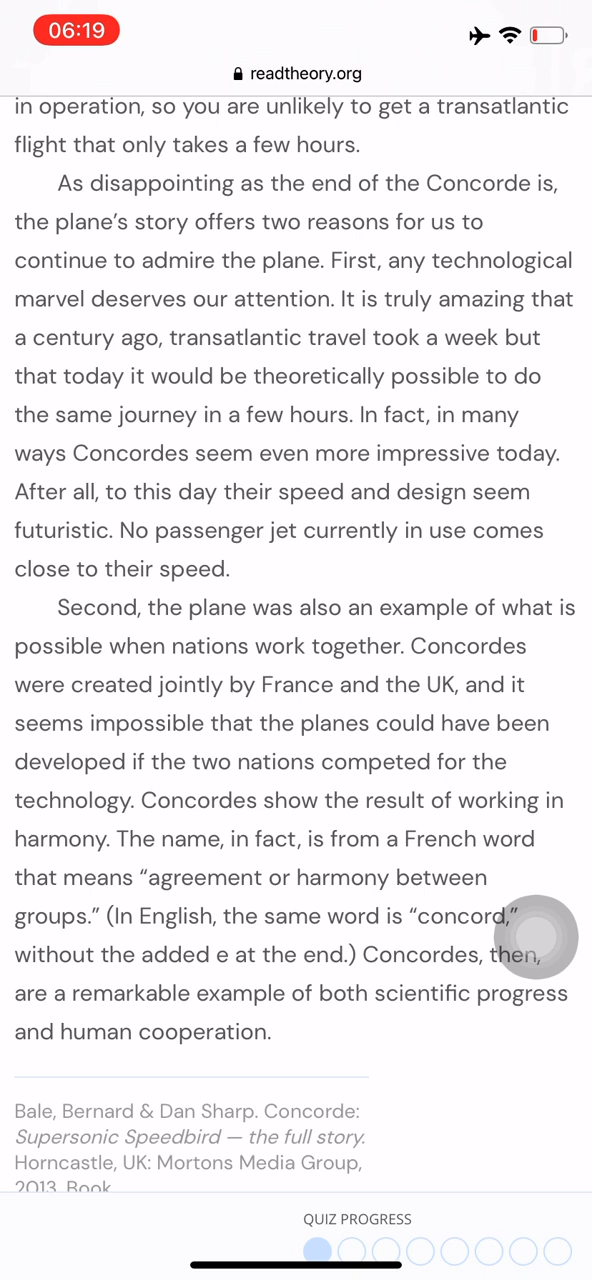 06:19
readtheory.org
in operation, so you are unlikely to get a transatlantic
flight that only takes a few hours.
As disappointing as the end of the Concorde is,
the plane’s story offers two reasons for us to
continue to admire the plane. First, any technological
marvel deserves our attention. It is truly amazing that
a century ago, transatlantic travel took a week but
that today it would be theoretically possible to do
the same journey in a few hours. In fact, in many
ways Concordes seem even more impressive today.
After all, to this day their speed and design seem
futuristic. No passenger jet currently in use comes
close to their speed.
Second, the plane was also an example of what is
possible when nations work together. Concordes
were created jointly by France and the UK, and it
seems impossible that the planes could have been
developed if the two nations competed for the
technology. Concordes show the result of working in
harmony. The name, in fact, is from a French word
that means “agreement or harmony between
groups.” (In English, the same word is “concord,”
without the added e at the end.) Concordes, then,
are a remarkable example of both scientific progress
and human cooperation.
Bale, Bernard & Dan Sharp. Concorde:
Supersonic Speedbird — the full story.
Horncastle, UK: Mortons Media Group,
2013. Book
QUIZ PROGRESS